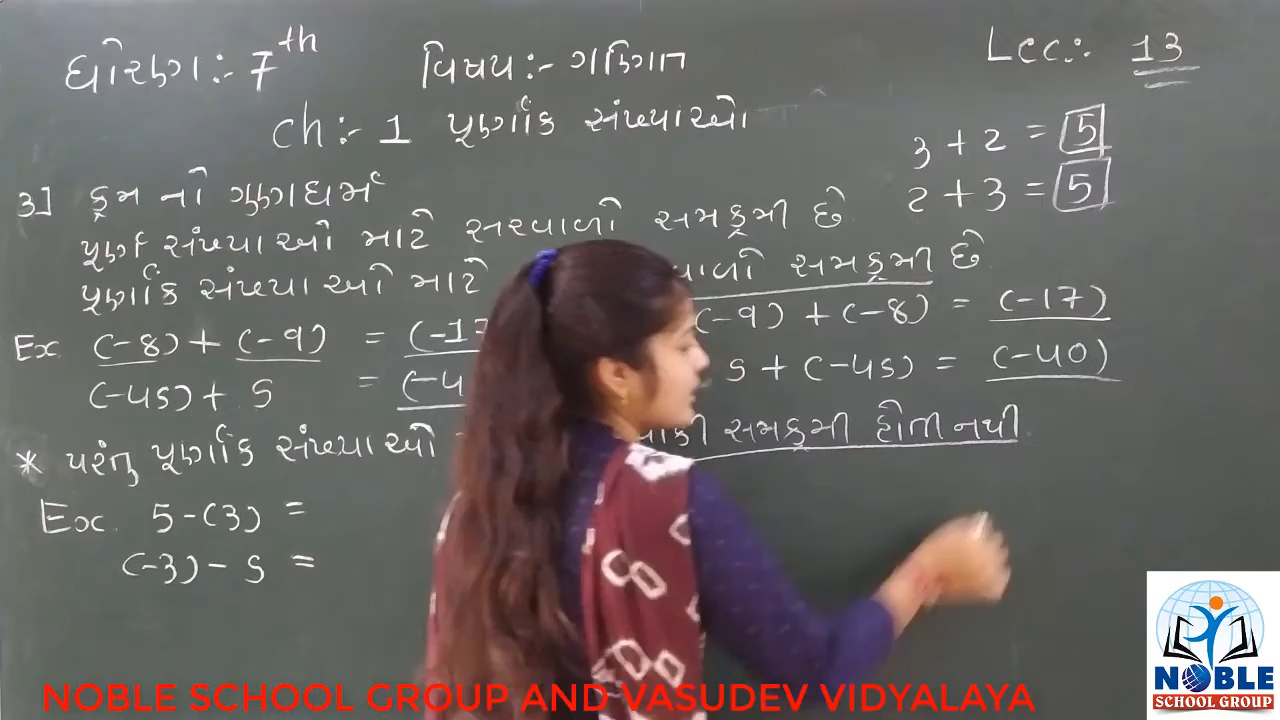 ધોરણ:- 7th વિષય:- ગણિત Lec:- 13
ch:- 1 પૂર્ણાંક સંખ્યાઓ
3 + 2 = 5
2 + 3 = 5
3] ક્રમ નો ગુણધર્મ
પૂર્ણ સંખ્યાઓ માટે સરવાળો સમક્રમી છે
પૂર્ણાંક સંખ્યાઓ માટે વાળો સમક્રમી છે
Ex (-8) + (-9) = (-17 (-9) + (-8) = (-17)
(-45) + 5 = (-4 5 + (-45) = (-40)
* પરંતુ પૂર્ણાંક સંખ્યાઓ બાકી સમક્રમી હોતી નથી
Ex. 5 - (3) =
(-3) - 5 =
NOBLE SCHOOL GROUP
NOBLE SCHOOL GROUP AND VASUDEV VIDYALAYA